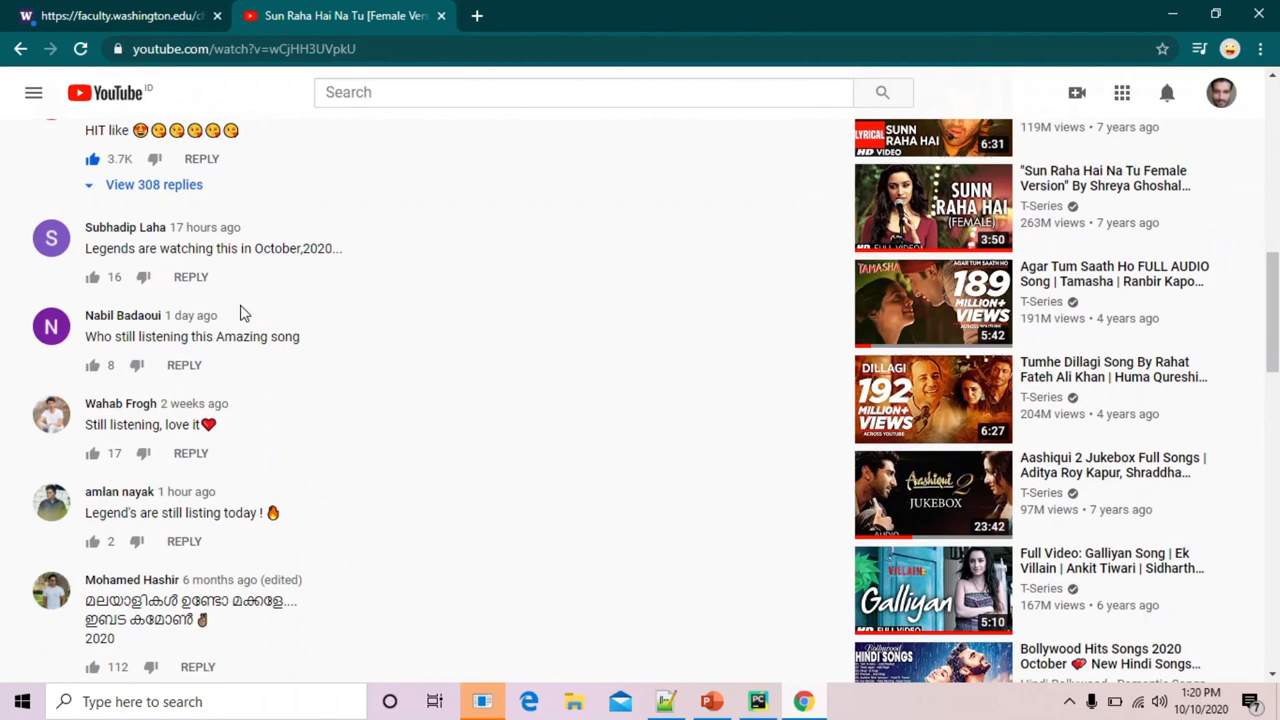 https://faculty.washington.edu/cl
Sun Raha Hai Na Tu [Female Ver
youtube.com/watch?v=wCjHH3UVpkU
YouTube ID
Search
HIT like 🤩😋😋😋😋😋
3.7K REPLY
View 308 replies
S
Subhadip Laha 17 hours ago
Legends are watching this in October,2020...
16 REPLY
N
Nabil Badaoui 1 day ago
Who still listening this Amazing song
8 REPLY
Wahab Frogh 2 weeks ago
Still listening, love it❤️
17 REPLY
amlan nayak 1 hour ago
Legend's are still listing today ! 🔥
2 REPLY
Mohamed Hashir 6 months ago (edited)
മലയാളികൾ ഉണ്ടോ മക്കളേ....
ഇബട കമോൺ✌🏾
2020
112 REPLY
LYRICAL
SUNN
RAHA HAI
HD VIDEO
6:31
119M views • 7 years ago
SUNN
RAHA HAI
(FEMALE)
3:50
"Sun Raha Hai Na Tu Female
Version" By Shreya Ghoshal...
T-Series
263M views • 7 years ago
TAMASHA
AGAR TUM SAATH HO
189
MILLION+
VIEWS
5:42
Agar Tum Saath Ho FULL AUDIO
Song | Tamasha | Ranbir Kapo...
T-Series
191M views • 4 years ago
DILLAGI
192
MILLION+
VIEWS
ACROSS YOUTUBE
6:27
Tumhe Dillagi Song By Rahat
Fateh Ali Khan | Huma Qureshi...
T-Series
204M views • 4 years ago
Aashiqui 2
JUKEBOX
AUDIO
23:42
Aashiqui 2 Jukebox Full Songs |
Aditya Roy Kapur, Shraddha...
T-Series
97M views • 7 years ago
VILLAIN
Galliyan
5:10
Full Video: Galliyan Song | Ek
Villain | Ankit Tiwari | Sidharth...
T-Series
167M views • 6 years ago
Bollywood
HINDI SONGS
Bollywood Hits Songs 2020
October 💘 New Hindi Songs...
Type here to search
PC
1:20 PM
10/10/2020
7